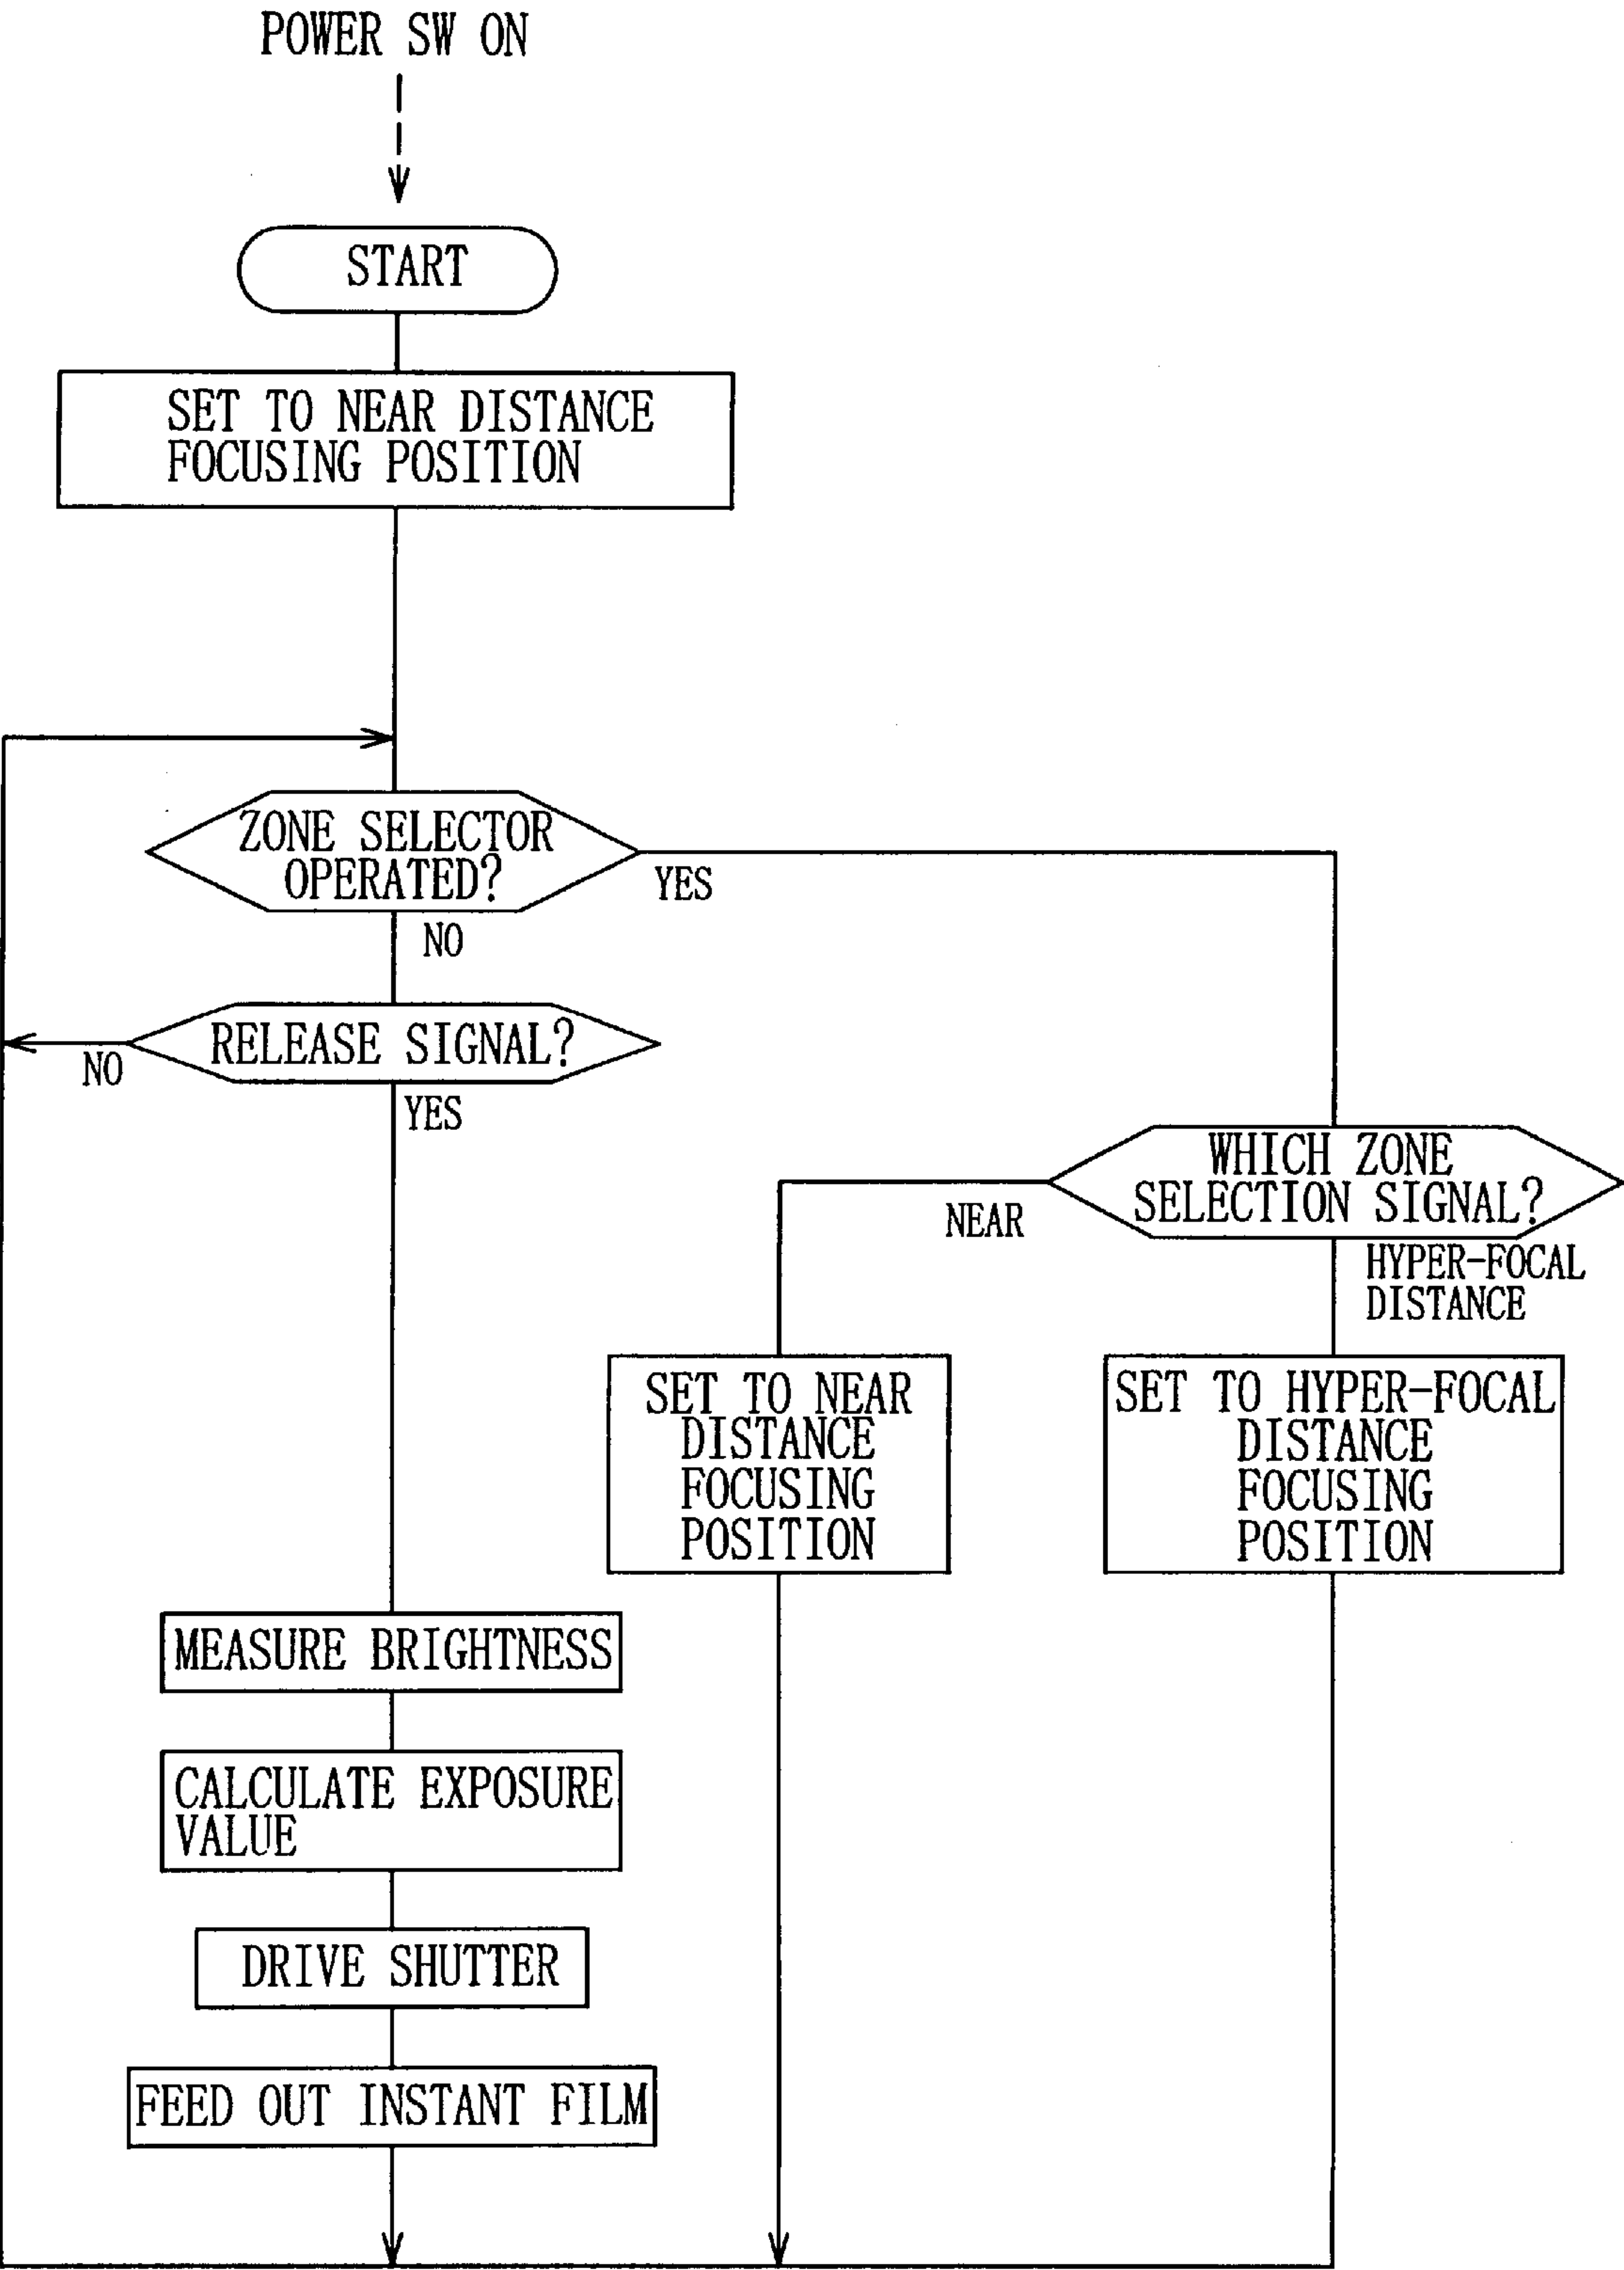 POWER SW ON
START
SET TO NEAR DISTANCE
FOCUSING POSITION
ZONE SELECTOR
OPERATED?
YES
NO
RELEASE SIGNAL?
NO
YES
WHICH ZONE
SELECTION SIGNAL?
NEAR
HYPER-FOCAL
DISTANCE
SET TO NEAR
DISTANCE
FOCUSING
POSITION
SET TO HYPER-FOCAL
DISTANCE
FOCUSING
POSITION
MEASURE BRIGHTNESS
CALCULATE EXPOSURE
VALUE
DRIVE SHUTTER
FEED OUT INSTANT FILM